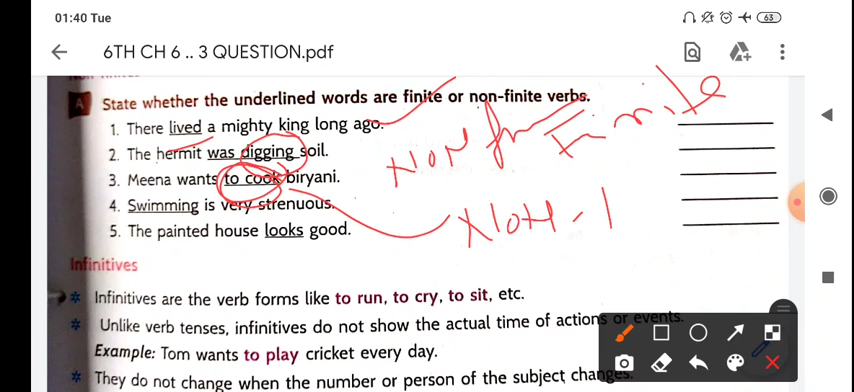 01:40 Tue
63
6TH CH 6 .. 3 QUESTION.pdf
A State whether the underlined words are finite or non-finite verbs.
1. There lived a mighty king long ago.
2. The hermit was digging soil.
3. Meena wants to cook biryani.
4. Swimming is very strenuous.
5. The painted house looks good.
Finite
NON
NON-
Infinitives
* Infinitives are the verb forms like to run, to cry, to sit, etc.
* Unlike verb tenses, infinitives do not show the actual time of actions or events.
Example: Tom wants to play cricket every day.
* They do not change when the number or person of the subject changes.